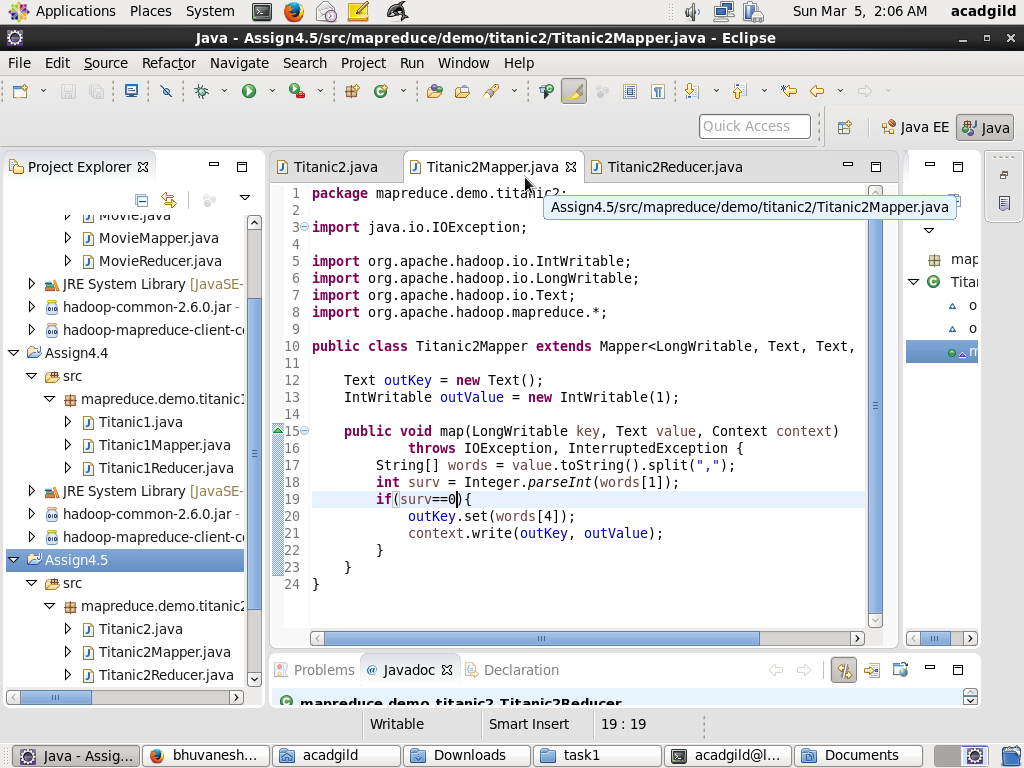 Applications Places System Sun Mar 5, 2:06 AM acadgild
Java - Assign4.5/src/mapreduce/demo/titanic2/Titanic2Mapper.java - Eclipse
File Edit Source Refactor Navigate Search Project Run Window Help
Quick Access Java EE Java
Project Explorer
Movie.java
MovieMapper.java
MovieReducer.java
JRE System Library [JavaSE-
hadoop-common-2.6.0.jar -
hadoop-mapreduce-client-c
Assign4.4
src
mapreduce.demo.titanic1
Titanic1.java
Titanic1Mapper.java
Titanic1Reducer.java
JRE System Library [JavaSE-
hadoop-common-2.6.0.jar -
hadoop-mapreduce-client-c
Assign4.5
src
mapreduce.demo.titanic2
Titanic2.java
Titanic2Mapper.java
Titanic2Reducer.java
Titanic2.java Titanic2Mapper.java Titanic2Reducer.java
Assign4.5/src/mapreduce/demo/titanic2/Titanic2Mapper.java
1 package mapreduce.demo.titanic2;
2
3 import java.io.IOException;
4
5 import org.apache.hadoop.io.IntWritable;
6 import org.apache.hadoop.io.LongWritable;
7 import org.apache.hadoop.io.Text;
8 import org.apache.hadoop.mapreduce.*;
9
10 public class Titanic2Mapper extends Mapper<LongWritable, Text, Text,
11
12 Text outKey = new Text();
13 IntWritable outValue = new IntWritable(1);
14
15 public void map(LongWritable key, Text value, Context context)
16 throws IOException, InterruptedException {
17 String[] words = value.toString().split(",");
18 int surv = Integer.parseInt(words[1]);
19 if(surv==0){
20 outKey.set(words[4]);
21 context.write(outKey, outValue);
22 }
23 }
24 }
map
Tita
o
o
m
Problems Javadoc Declaration
mapreduce.demo.titanic2.Titanic2Reducer
Writable Smart Insert 19 : 19
Java - Assig... bhuvanesh... acadgild Downloads task1 acadgild@l... Documents